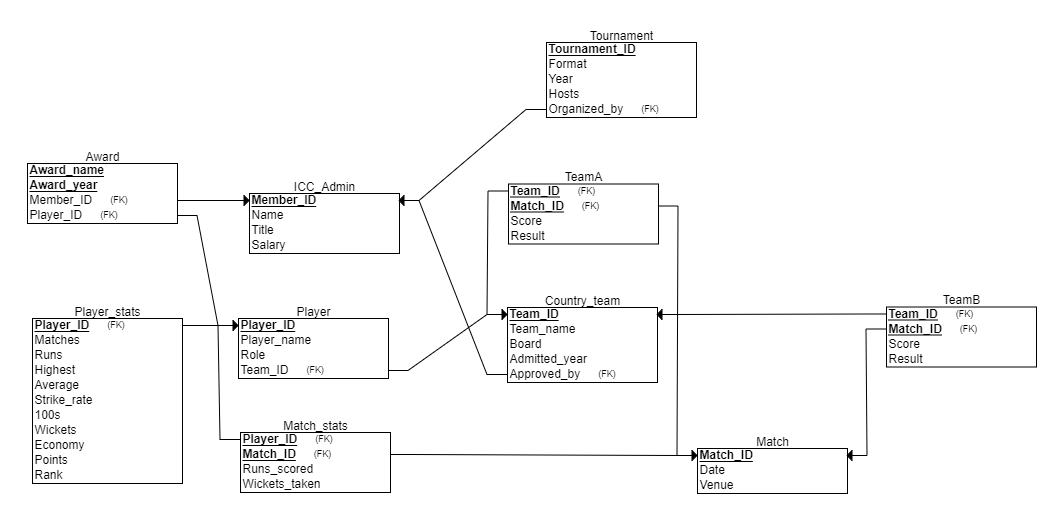 Tournament
Tournament_ID
Format
Year
Hosts
Organized_by (FK)
Award
Award_name
Award_year
Member_ID (FK)
Player_ID (FK)
ICC_Admin
Member_ID
Name
Title
Salary
TeamA
Team_ID (FK)
Match_ID (FK)
Score
Result
Player_stats
Player_ID (FK)
Matches
Runs
Highest
Average
Strike_rate
100s
Wickets
Economy
Points
Rank
Player
Player_ID
Player_name
Role
Team_ID (FK)
Country_team
Team_ID
Team_name
Board
Admitted_year
Approved_by (FK)
TeamB
Team_ID (FK)
Match_ID (FK)
Score
Result
Match_stats
Player_ID (FK)
Match_ID (FK)
Runs_scored
Wickets_taken
Match
Match_ID
Date
Venue